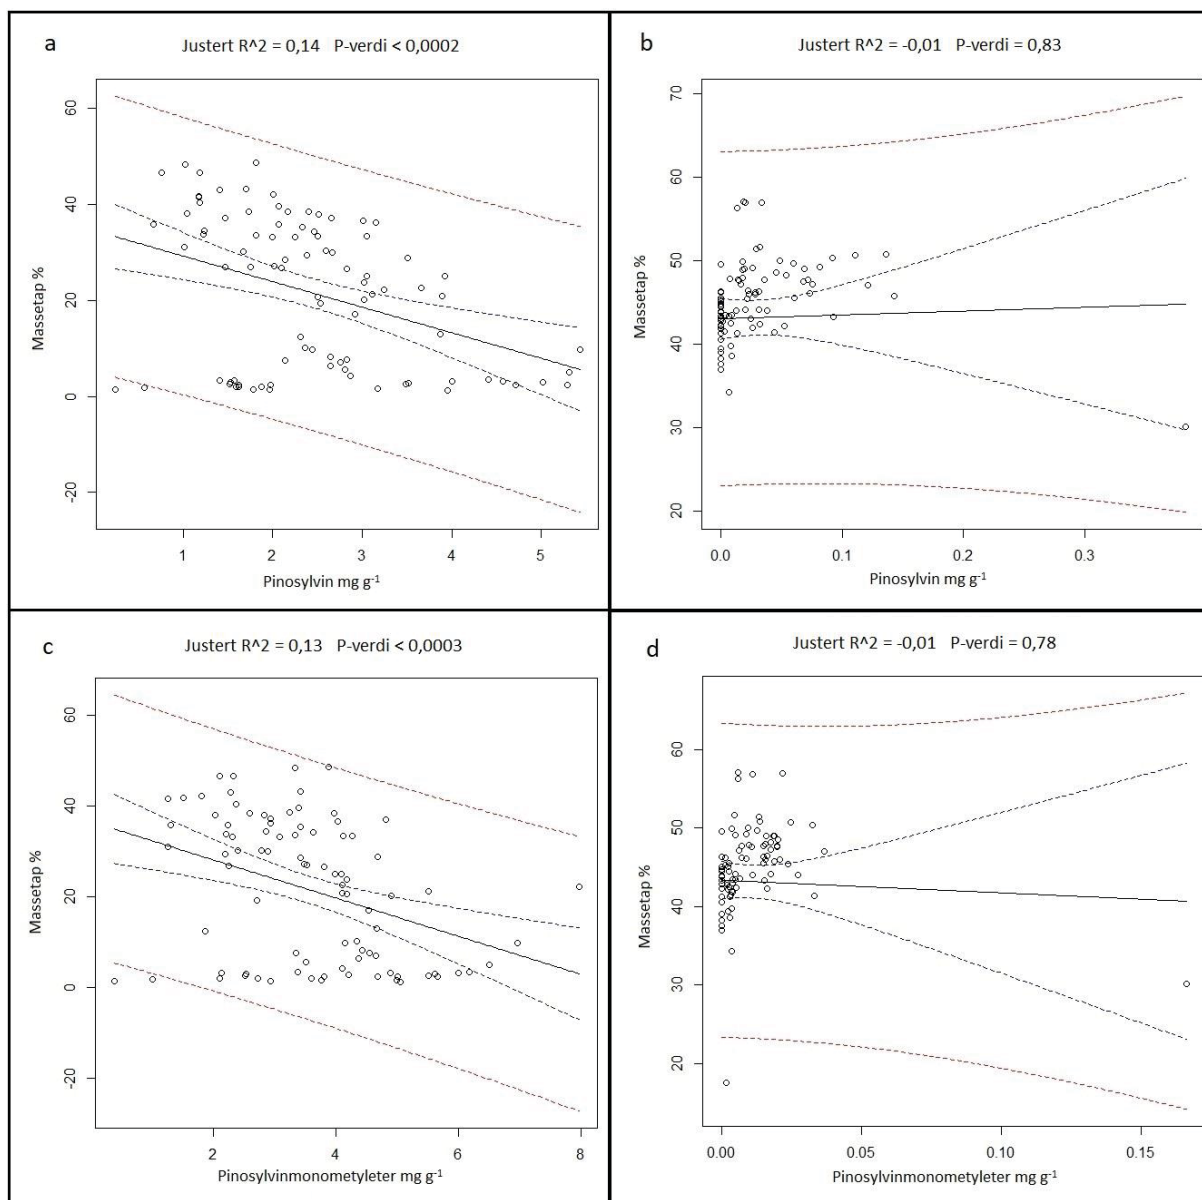 a
Justert R^2 = 0,14 P-verdi < 0,0002
60
40
20
0
-20
Massetap %
1 2 3 4 5
Pinosylvin mg g⁻¹
b
Justert R^2 = -0,01 P-verdi = 0,83
70
60
50
40
30
20
Massetap %
0.0 0.1 0.2 0.3
Pinosylvin mg g⁻¹
c
Justert R^2 = 0,13 P-verdi < 0,0003
60
40
20
0
-20
Massetap %
2 4 6 8
Pinosylvinmonometyleter mg g⁻¹
d
Justert R^2 = -0,01 P-verdi = 0,78
60
50
40
30
20
Massetap %
0.00 0.05 0.10 0.15
Pinosylvinmonometyleter mg g⁻¹